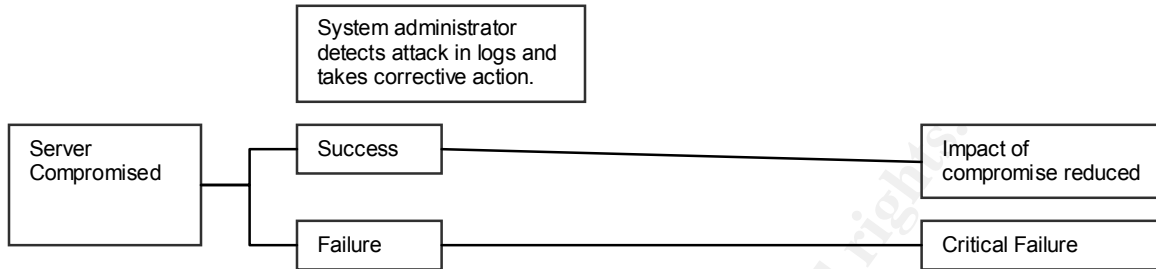 System administrator
detects attack in logs and
takes corrective action.
Server
Compromised
Success
Impact of
compromise reduced
Failure
Critical Failure
rights.